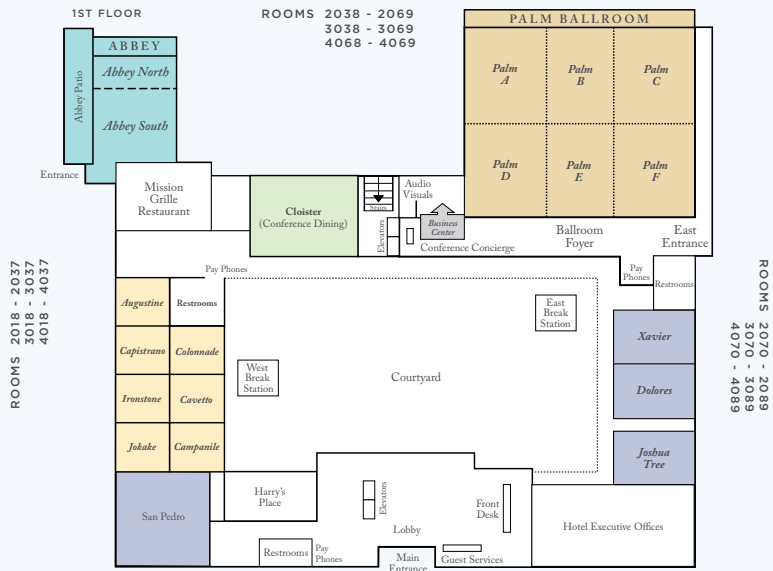 1ST FLOOR
ROOMS 2038 - 2069
3038 - 3069
4068 - 4069
PALM BALLROOM
ABBEY
Abbey North
Abbey Patio
Abbey South
Palm
A
Palm
B
Palm
C
Palm
D
Palm
E
Palm
F
Entrance
Mission
Grille
Restaurant
Cloister
(Conference Dining)
Stairs
Audio
Visuals
Elevators
Business
Center
Conference Concierge
Ballroom
Foyer
East
Entrance
Pay Phones
Pay
Phones
Restrooms
ROOMS 2018 - 2037
3018 - 3037
4018 - 4037
ROOMS 2070 - 2089
3070 - 3089
4070 - 4089
Augustine
Restrooms
East
Break
Station
Xavier
Capistrano
Colonnade
West
Break
Station
Courtyard
Dolores
Ironstone
Cavetto
Jokake
Campanile
Joshua
Tree
San Pedro
Harry's
Place
Elevators
Front
Desk
Lobby
Hotel Executive Offices
Restrooms
Pay
Phones
Main
Entrance
Guest Services